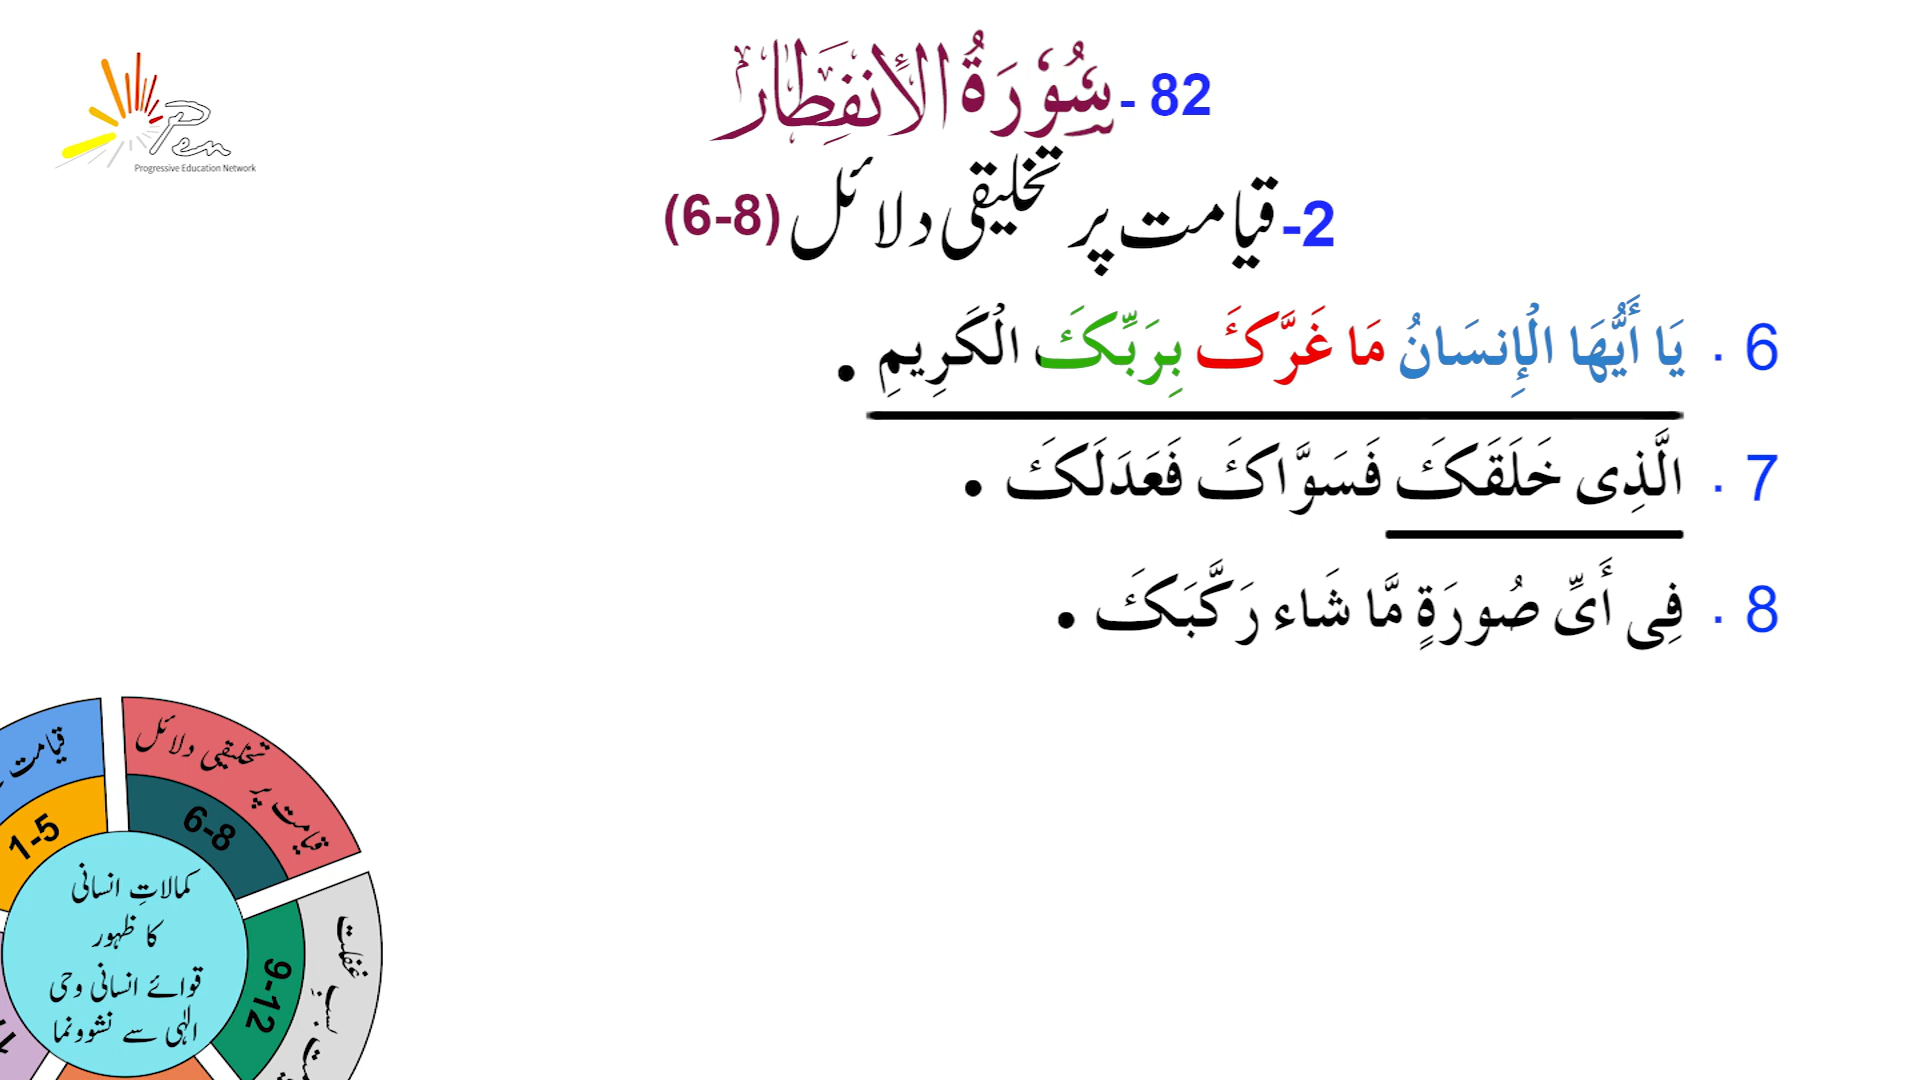 82 - سُوْرَةُ الْاِنْفِطَار
2- قیامت پر تخلیقی دلائل (6-8)
Pen
Progressive Education Network
6 . يَا أَيُّهَا الْإِنسَانُ مَا غَرَّكَ بِرَبِّكَ الْكَرِيمِ .
7 . الَّذِى خَلَقَكَ فَسَوَّاكَ فَعَدَلَكَ .
8 . فِى أَىِّ صُورَةٍ مَّا شَاء رَكَّبَكَ .
قیامت
1-5
قیامت پر تخلیقی دلائل
6-8
9-12
کمالاتِ انسانی
کا ظہور
قوائے انسانی وحی
الٰہی سے نشوونما